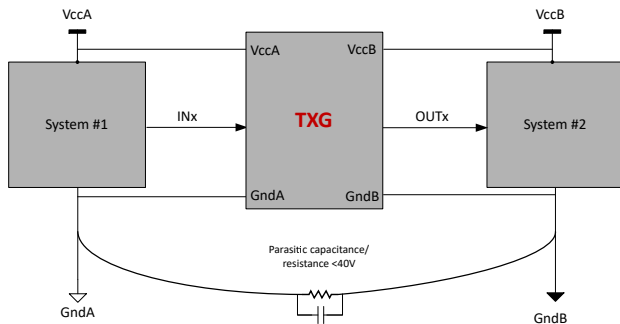 VccA
VccB
VccA
VccB
System #1
INx
TXG
OUTx
System #2
GndA
GndB
Parasitic capacitance/
resistance <40V
GndA
GndB